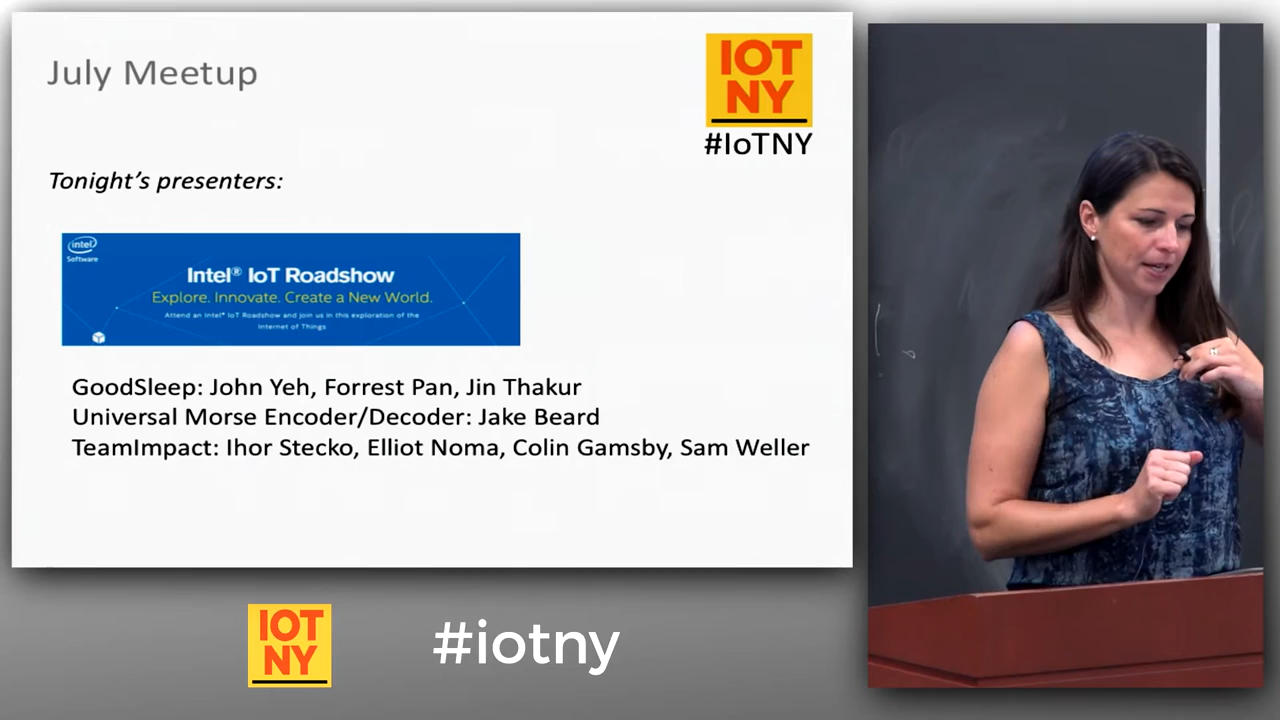 July Meetup
IOT
NY
#IoTNY
Tonight's presenters:
intel
Software
Intel® IoT Roadshow
Explore. Innovate. Create a New World.
Attend an Intel® IoT Roadshow and join us in this exploration of the
Internet of Things
GoodSleep: John Yeh, Forrest Pan, Jin Thakur
Universal Morse Encoder/Decoder: Jake Beard
TeamImpact: Ihor Stecko, Elliot Noma, Colin Gamsby, Sam Weller
IOT
NY
#iotny